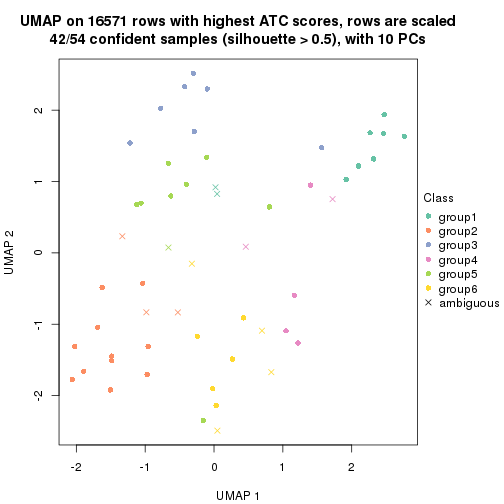 UMAP on 16571 rows with highest ATC scores, rows are scaled
42/54 confident samples (silhouette > 0.5), with 10 PCs
2
1
0
-1
-2
UMAP 2
-2
-1
0
1
2
UMAP 1
Class
group1
group2
group3
group4
group5
group6
ambiguous